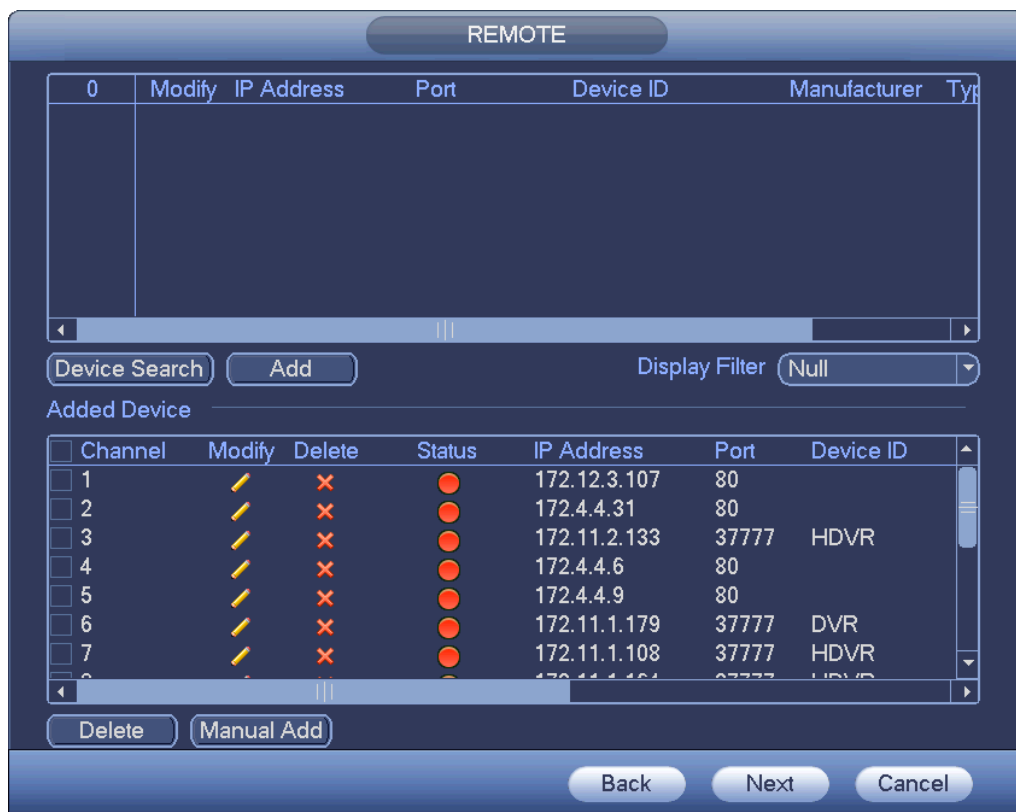 REMOTE
0 Modify IP Address Port Device ID Manufacturer Typ
Device Search Add Display Filter Null
Added Device
Channel Modify Delete Status IP Address Port Device ID
1 172.12.3.107 80
2 172.4.4.31 80
3 172.11.2.133 37777 HDVR
4 172.4.4.6 80
5 172.4.4.9 80
6 172.11.1.179 37777 DVR
7 172.11.1.108 37777 HDVR
Delete Manual Add
Back Next Cancel